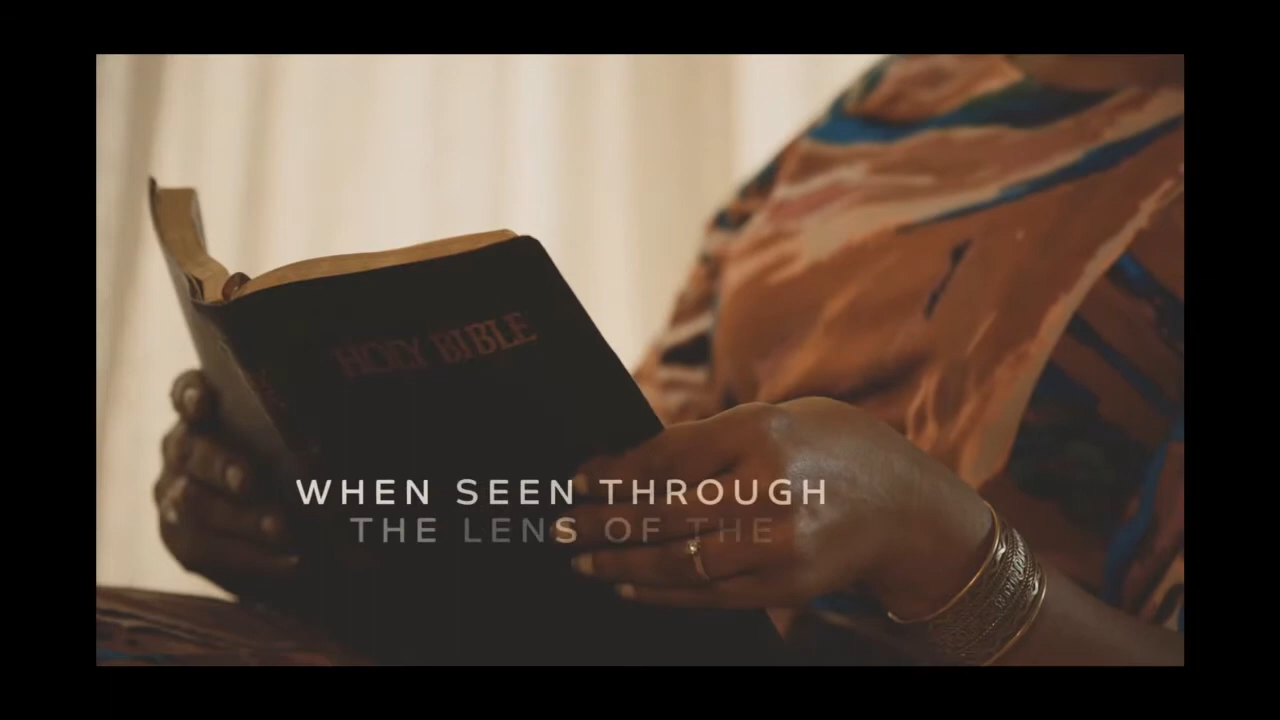 HOLY BIBLE
WHEN SEEN THROUGH
THE LENS OF THE